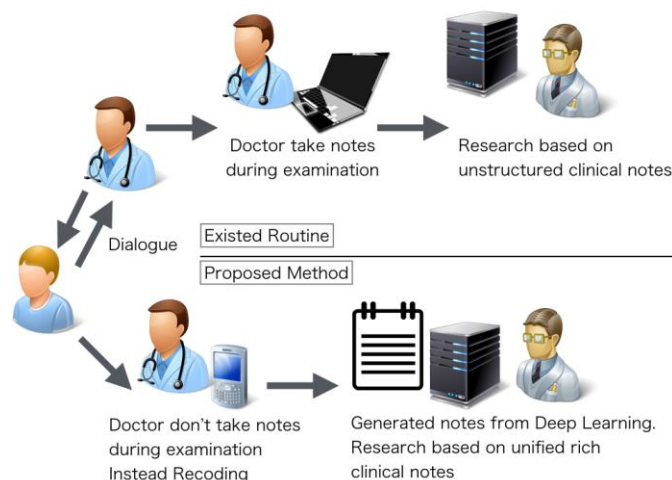 Doctor take notes
during examination
Research based on
unstructured clinical notes
Dialogue
Existed Routine
Proposed Method
Doctor don't take notes
during examination
Instead Recoding
Generated notes from Deep Learning.
Research based on unified rich
clinical notes